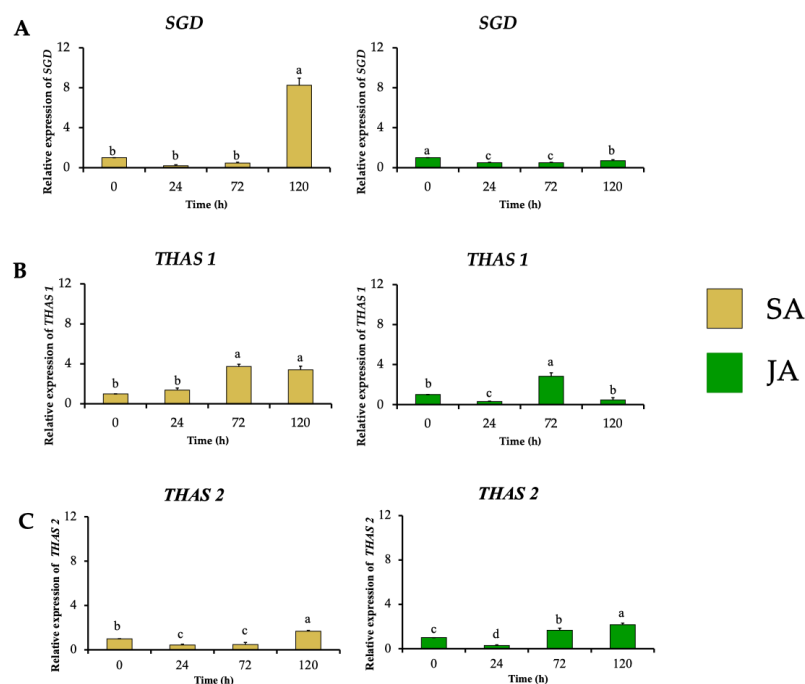 A
SGD
SGD
Relative expression of SGD
12
8
4
0
b
b
b
a
0 24 72 120
Time (h)
Relative expression of SGD
12
8
4
0
a
c
c
b
0 24 72 120
Time (h)
B
THAS 1
THAS 1
Relative expression of THAS 1
12
8
4
0
b
b
a
a
0 24 72 120
Time (h)
Relative expression of THAS 1
12
8
4
0
b
c
a
b
0 24 72 120
Time (h)
SA
JA
C
THAS 2
THAS 2
Relative expression of THAS 2
12
8
4
0
b
c
c
a
0 24 72 120
Time (h)
Relative expression of THAS 2
12
8
4
0
c
d
b
a
0 24 72 120
Time (h)